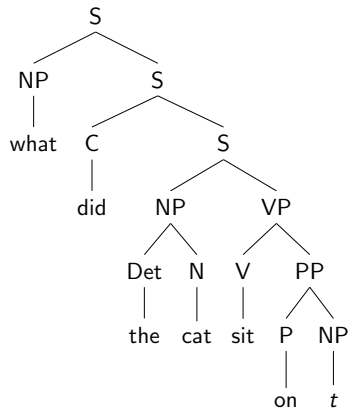 S
NP S
what C S
did NP VP
Det N V PP
the cat sit P NP
on t